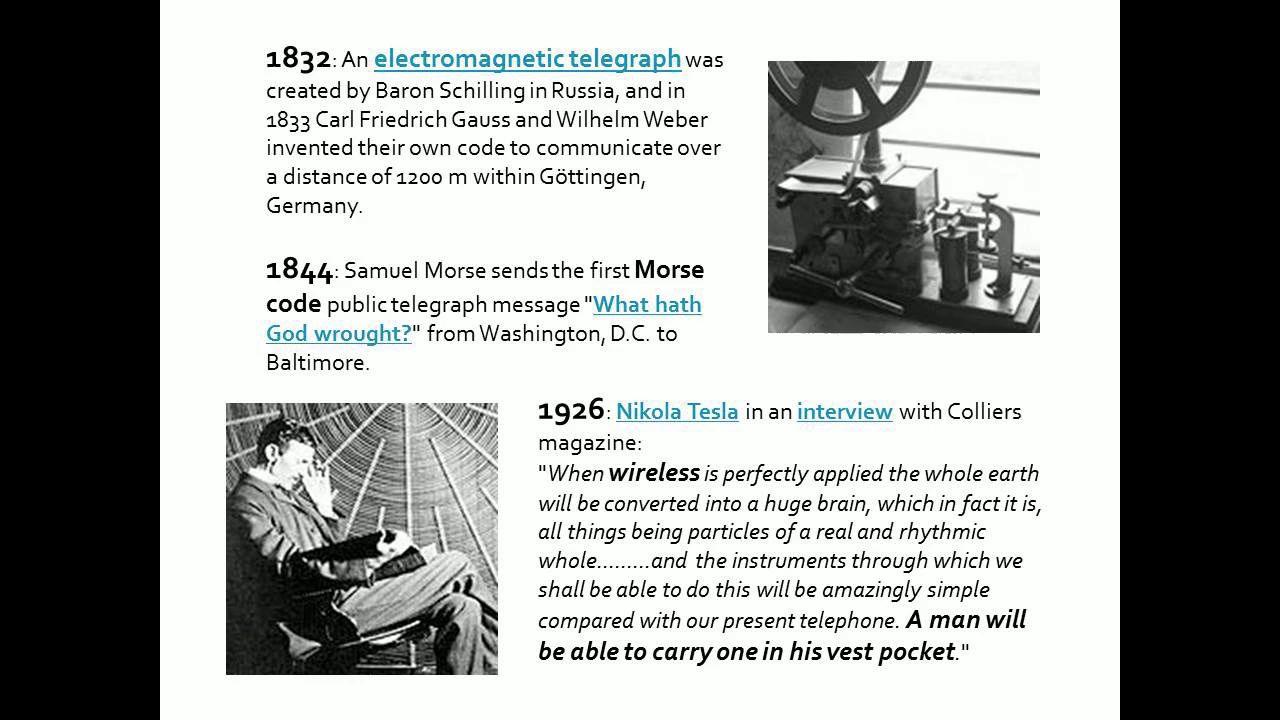 1832: An electromagnetic telegraph was
created by Baron Schilling in Russia, and in
1833 Carl Friedrich Gauss and Wilhelm Weber
invented their own code to communicate over
a distance of 1200 m within Göttingen,
Germany.
1844: Samuel Morse sends the first Morse
code public telegraph message "What hath
God wrought?" from Washington, D.C. to
Baltimore.
1926: Nikola Tesla in an interview with Colliers
magazine:
"When wireless is perfectly applied the whole earth
will be converted into a huge brain, which in fact it is,
all things being particles of a real and rhythmic
whole.........and the instruments through which we
shall be able to do this will be amazingly simple
compared with our present telephone. A man will
be able to carry one in his vest pocket."